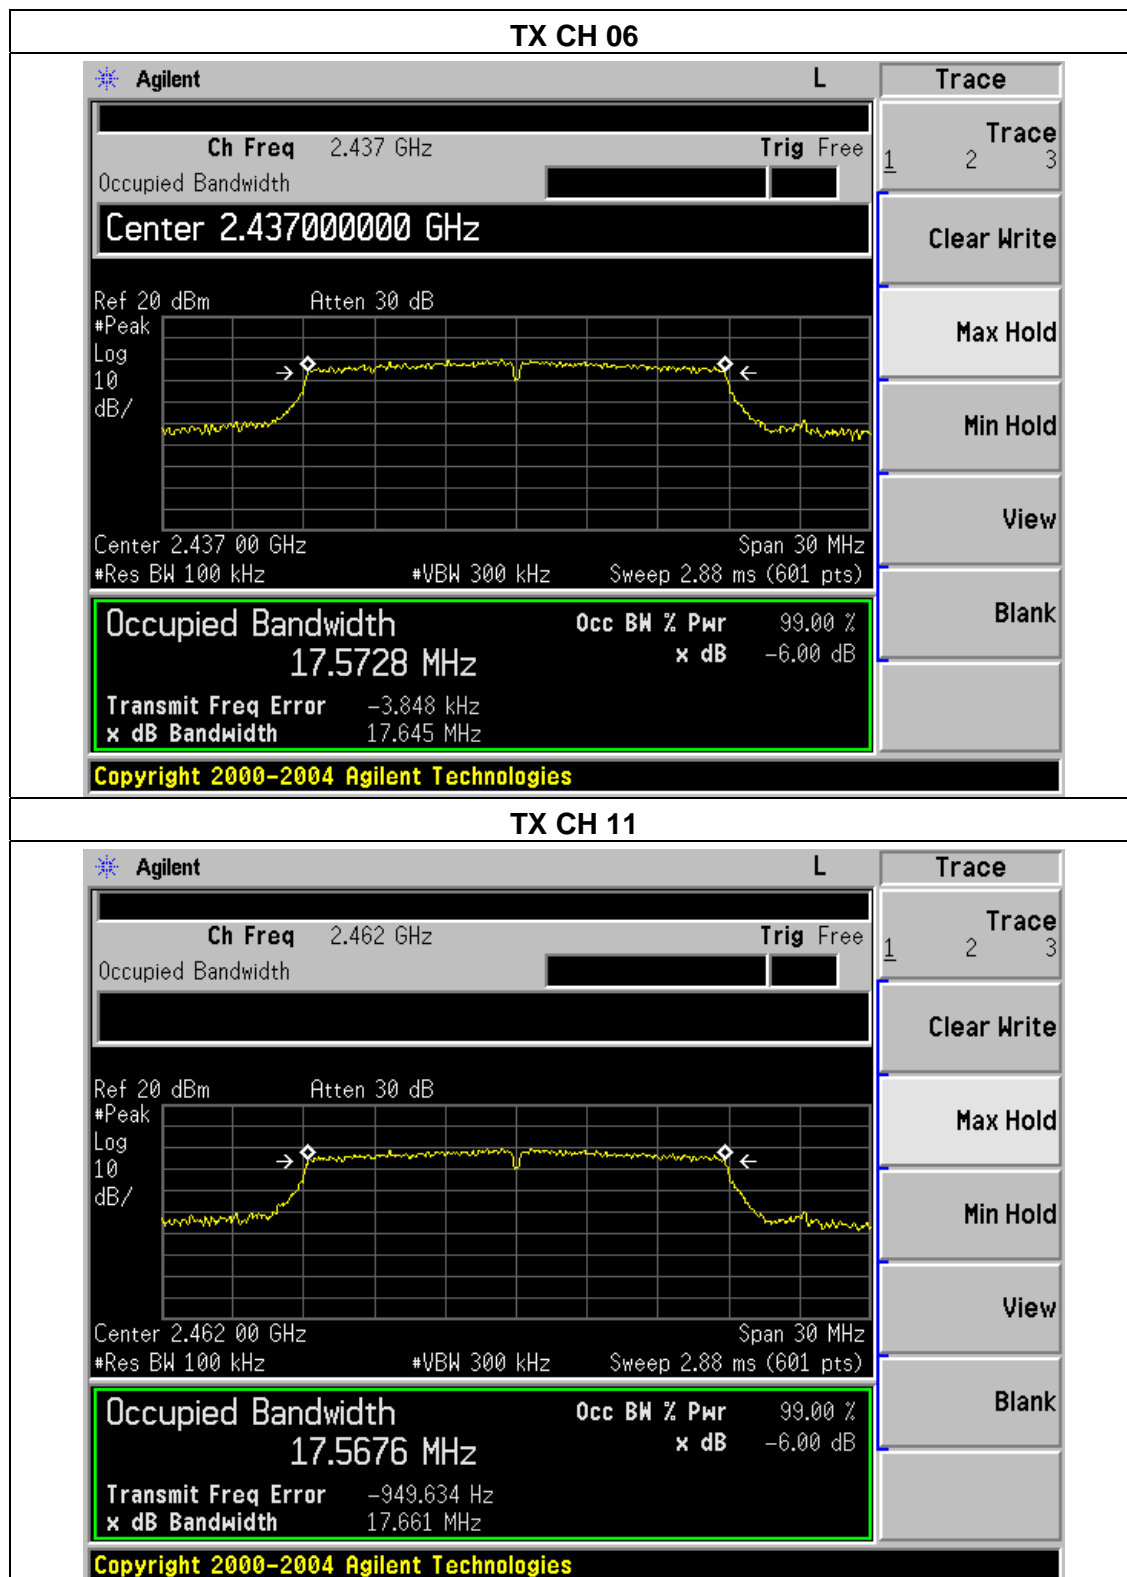 TX CH 06
Agilent L Trace
Ch Freq 2.437 GHz Trig Free
Occupied Bandwidth
Center 2.437000000 GHz
Trace
1 2 3
Clear Write
Max Hold
Min Hold
View
Blank
Ref 20 dBm Atten 30 dB
#Peak
Log
10
dB/
Center 2.437 00 GHz Span 30 MHz
#Res BW 100 kHz #VBW 300 kHz Sweep 2.88 ms (601 pts)
Occupied Bandwidth Occ BW % Pwr 99.00 %
17.5728 MHz x dB -6.00 dB
Transmit Freq Error -3.848 kHz
x dB Bandwidth 17.645 MHz
Copyright 2000-2004 Agilent Technologies
TX CH 11
Agilent L Trace
Ch Freq 2.462 GHz Trig Free
Occupied Bandwidth
Trace
1 2 3
Clear Write
Max Hold
Min Hold
View
Blank
Ref 20 dBm Atten 30 dB
#Peak
Log
10
dB/
Center 2.462 00 GHz Span 30 MHz
#Res BW 100 kHz #VBW 300 kHz Sweep 2.88 ms (601 pts)
Occupied Bandwidth Occ BW % Pwr 99.00 %
17.5676 MHz x dB -6.00 dB
Transmit Freq Error -949.634 Hz
x dB Bandwidth 17.661 MHz
Copyright 2000-2004 Agilent Technologies